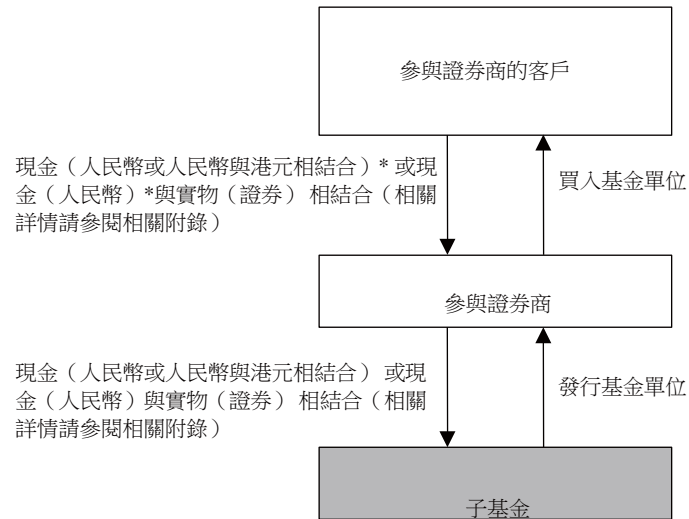 參與證券商的客戶
現金（人民幣或人民幣與港元相結合）* 或現
金（人民幣）*與實物（證券） 相結合（相關
詳情請參閱相關附錄）
買入基金單位
參與證券商
現金（人民幣或人民幣與港元相結合） 或現
金（人民幣）與實物（證券） 相結合（相關
詳情請參閱相關附錄）
發行基金單位
子基金